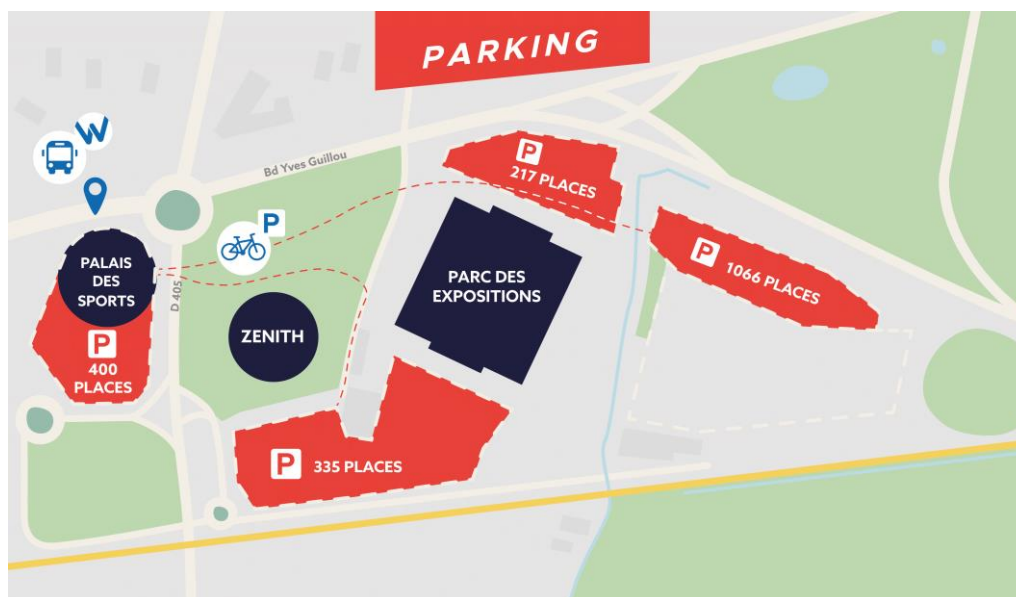 PARKING
W
Bd Yves Guillou
P
217 PLACES
P
PALAIS
DES
SPORTS
D 405
PARC DES
EXPOSITIONS
P
1066 PLACES
ZENITH
P
400
PLACES
P
335 PLACES